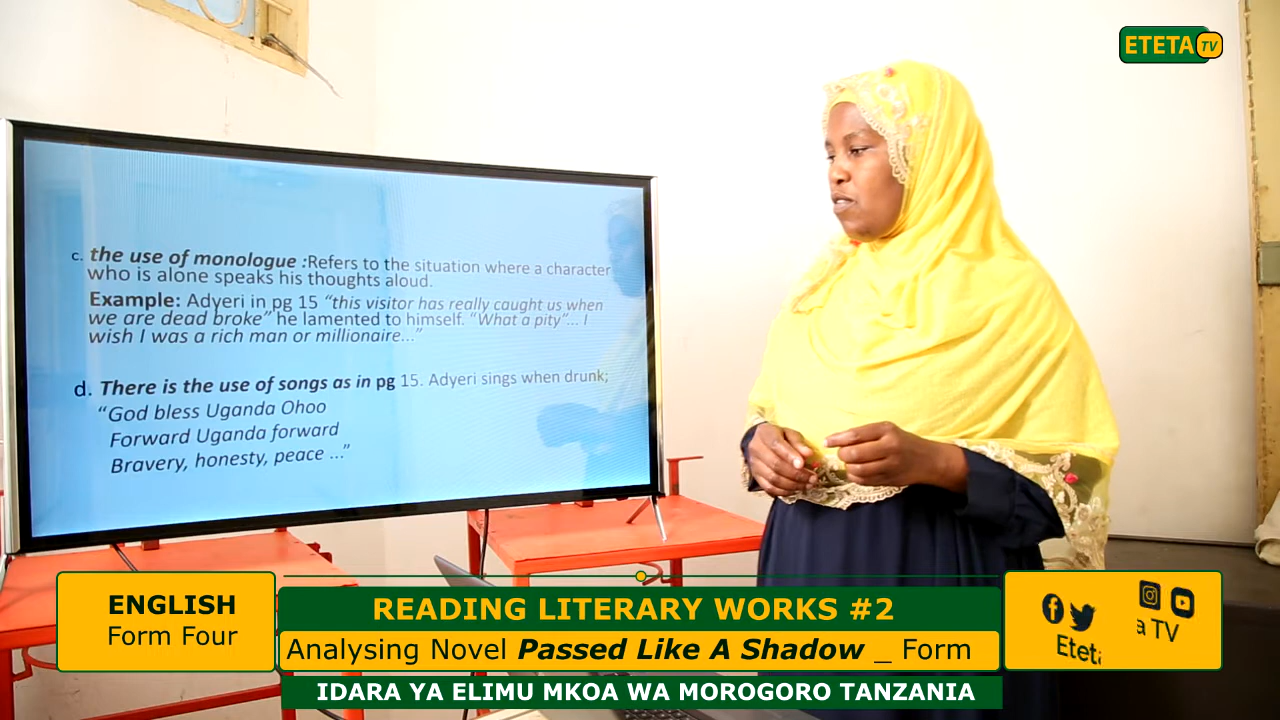 ETETA TV
c. the use of monologue :Refers to the situation where a character
who is alone speaks his thoughts aloud.
Example: Adyeri in pg 15 “this visitor has really caught us when
we are dead broke” he lamented to himself. “What a pity”... I
wish I was a rich man or millionaire...”
d. There is the use of songs as in pg 15. Adyeri sings when drunk;
“God bless Uganda Ohoo
Forward Uganda forward
Bravery, honesty, peace ...”
ENGLISH
Form Four
READING LITERARY WORKS #2
Analysing Novel Passed Like A Shadow _ Form
IDARA YA ELIMU MKOA WA MOROGORO TANZANIA
a TV
Eteta